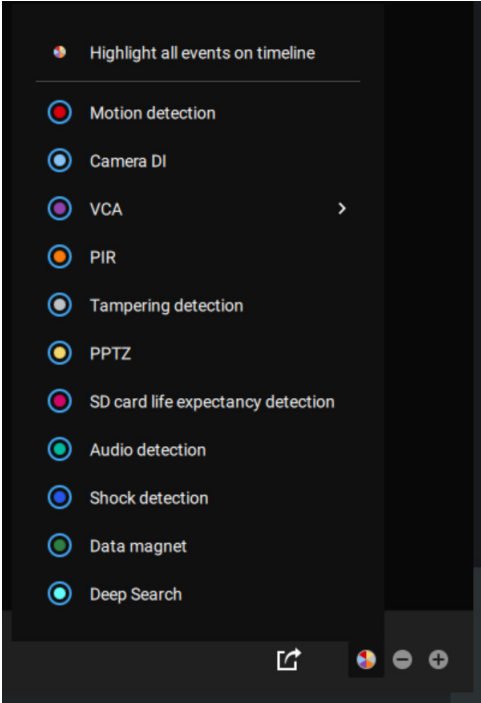 Highlight all events on timeline
Motion detection
Camera DI
VCA
PIR
Tampering detection
PPTZ
SD card life expectancy detection
Audio detection
Shock detection
Data magnet
Deep Search